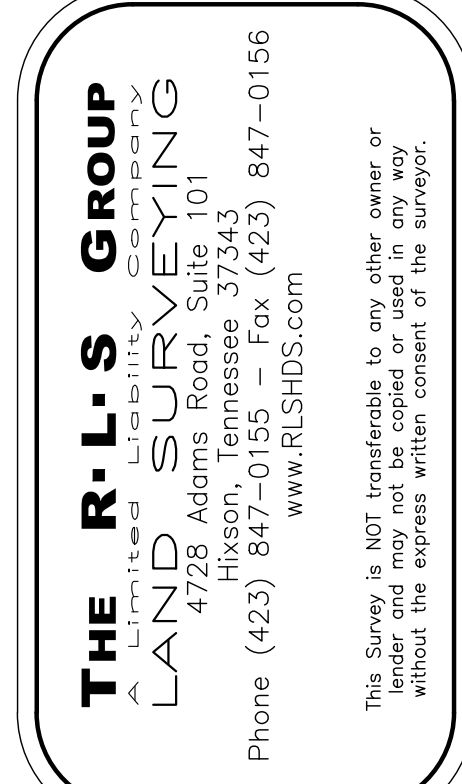 THE R·L·S GROUP
A Limited Liability Company
LAND SURVEYING
4728 Adams Road, Suite 101
Hixson, Tennessee 37343
Phone (423) 847-0155 - Fax (423) 847-0156
www.RLSHDS.com
This Survey is NOT transferable to any other owner or
lender and may not be copied or used in any way
without the express written consent of the surveyor.